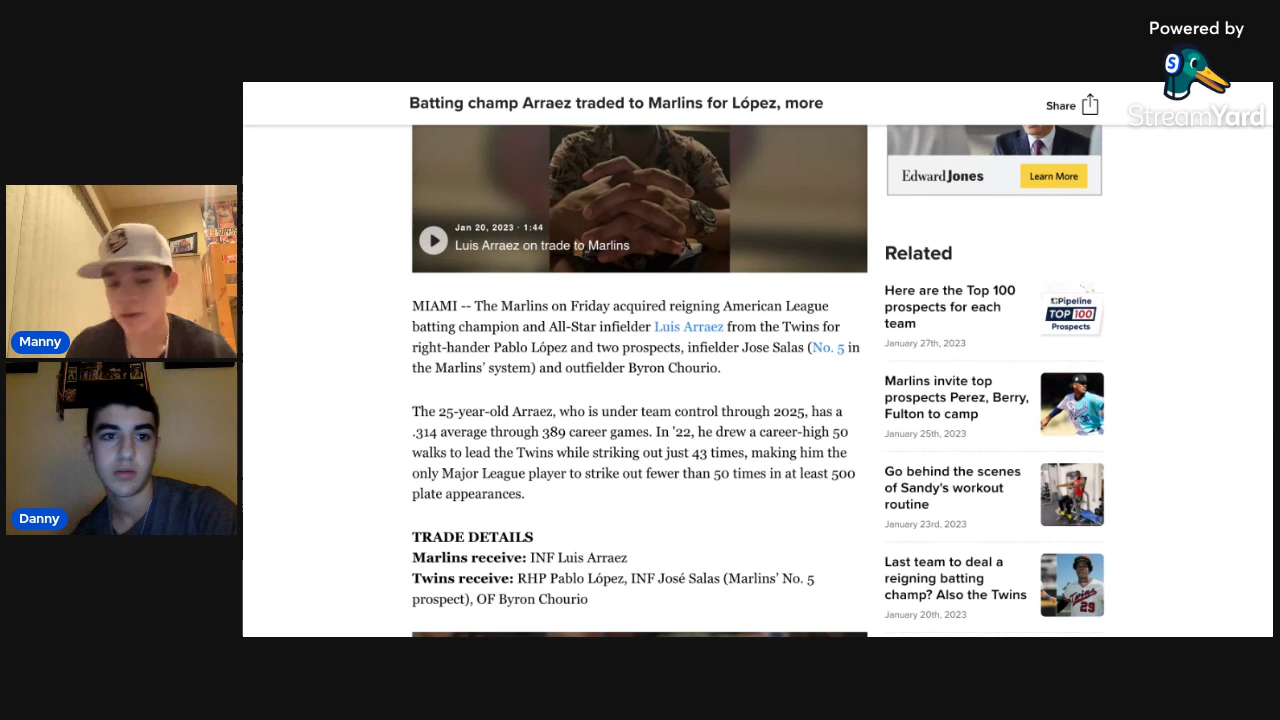 Powered by
S
StreamYard
Batting champ Arraez traded to Marlins for López, more
Share
Jan 20, 2023 · 1:44
Luis Arraez on trade to Marlins
MIAMI -- The Marlins on Friday acquired reigning American League
batting champion and All-Star infielder Luis Arraez from the Twins for
right-hander Pablo López and two prospects, infielder Jose Salas (No. 5 in
the Marlins’ system) and outfielder Byron Chourio.
The 25-year-old Arraez, who is under team control through 2025, has a
.314 average through 389 career games. In '22, he drew a career-high 50
walks to lead the Twins while striking out just 43 times, making him the
only Major League player to strike out fewer than 50 times in at least 500
plate appearances.
TRADE DETAILS
Marlins receive: INF Luis Arraez
Twins receive: RHP Pablo López, INF José Salas (Marlins’ No. 5
prospect), OF Byron Chourio
Edward Jones
Learn More
Related
Here are the Top 100
prospects for each
team
January 27th, 2023
Pipeline
TOP 100
Prospects
Marlins invite top
prospects Perez, Berry,
Fulton to camp
January 25th, 2023
Go behind the scenes
of Sandy's workout
routine
January 23rd, 2023
Last team to deal a
reigning batting
champ? Also the Twins
January 20th, 2023
Twins
29
Manny
Danny